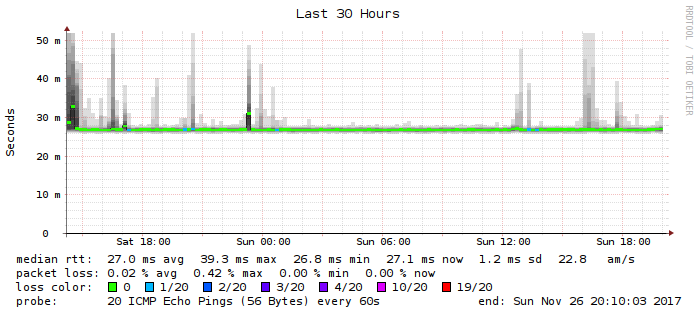 Last 30 Hours
RRDTOOL / TOBI OETIKER
Seconds
50 m
40 m
30 m
20 m
10 m
0
Sat 18:00 Sun 00:00 Sun 06:00 Sun 12:00 Sun 18:00
median rtt: 27.0 ms avg 39.3 ms max 26.8 ms min 27.1 ms now 1.2 ms sd 22.8 am/s
packet loss: 0.02 % avg 0.42 % max 0.00 % min 0.00 % now
loss color: 0 1/20 2/20 3/20 4/20 10/20 19/20
probe: 20 ICMP Echo Pings (56 Bytes) every 60s end: Sun Nov 26 20:10:03 2017